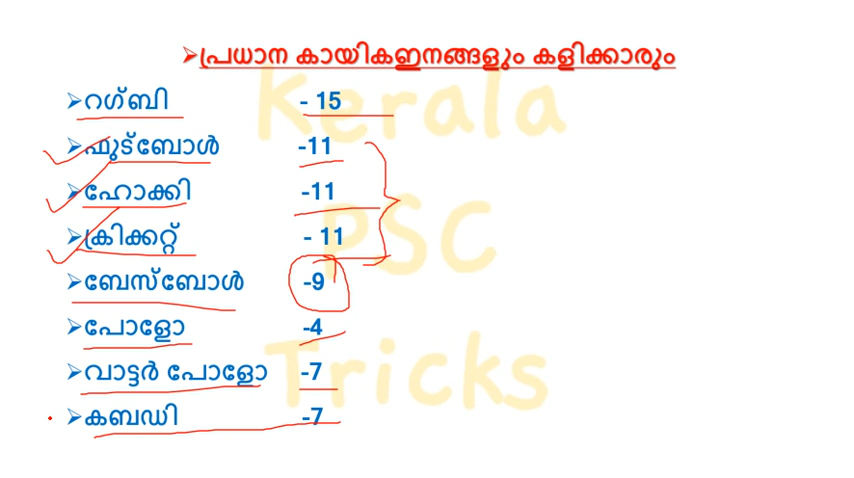 ➢പ്രധാന കായികഇനങ്ങളും കളിക്കാരും
➢റഗ്ബി - 15
➢ഫുട്ബോൾ -11
➢ഹോക്കി -11
➢ക്രിക്കറ്റ് - 11
➢ബേസ്ബോൾ -9
➢പോളോ -4
➢വാട്ടർ പോളോ -7
➢കബഡി -7
Kerala
PSC
Tricks